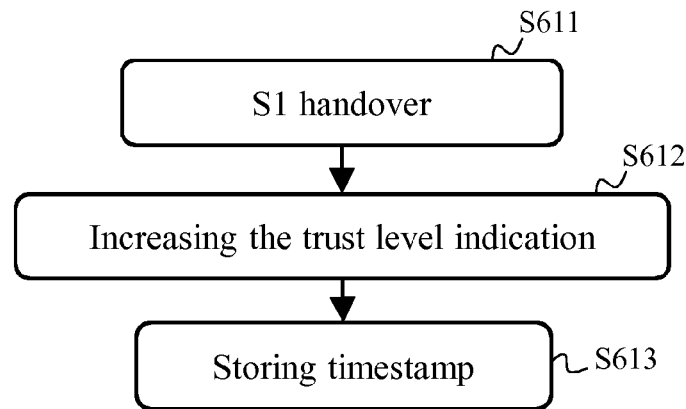 S611
S1 handover
S612
Increasing the trust level indication
Storing timestamp
S613